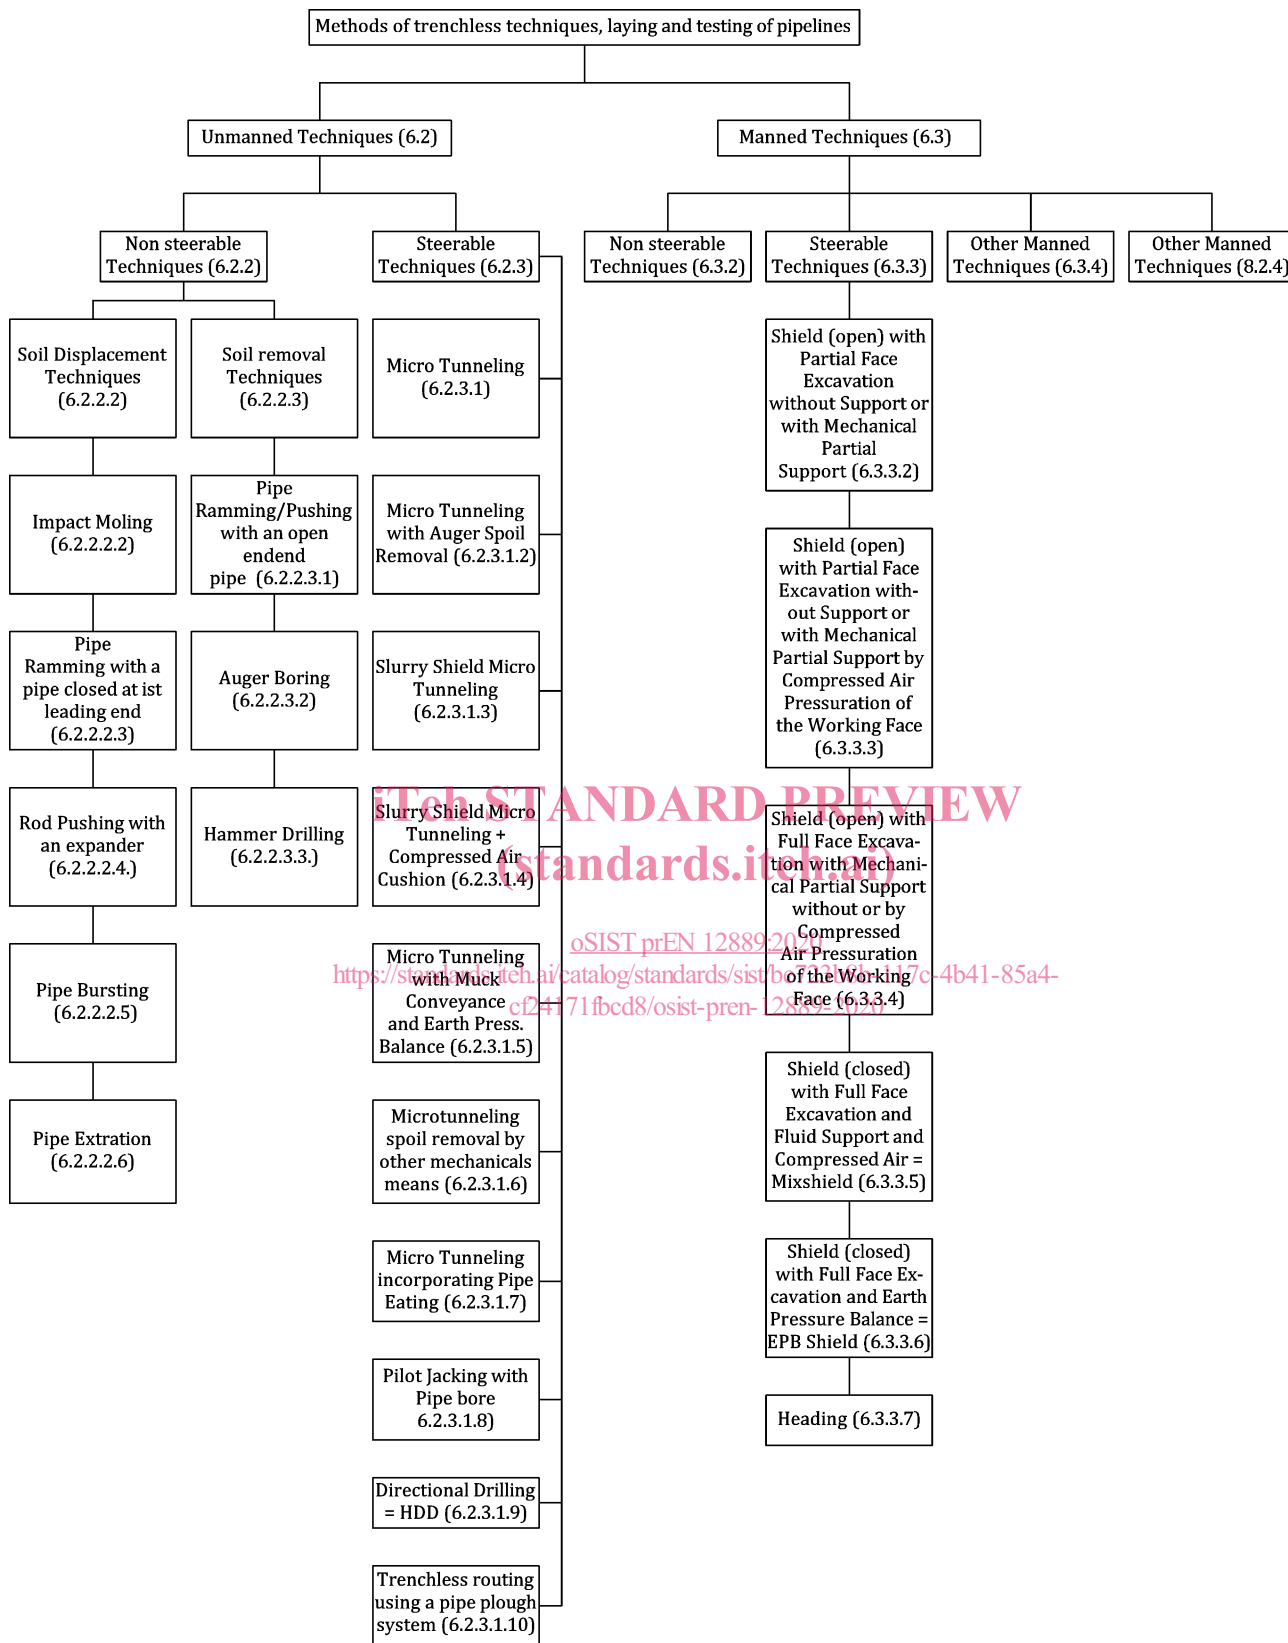 Methods of trenchless techniques, laying and testing of pipelines
Unmanned Techniques (6.2)
Manned Techniques (6.3)
Non steerable
Techniques (6.2.2)
Steerable
Techniques (6.2.3)
Non steerable
Techniques (6.3.2)
Steerable
Techniques (6.3.3)
Other Manned
Techniques (6.3.4)
Other Manned
Techniques (8.2.4)
Soil Displacement
Techniques
(6.2.2.2)
Impact Moling
(6.2.2.2.2)
Pipe
Ramming with a
pipe closed at ist
leading end
(6.2.2.2.3)
Rod Pushing with
an expander
(6.2.2.2.4.)
Pipe Bursting
(6.2.2.2.5)
Pipe Extration
(6.2.2.2.6)
Soil removal
Techniques
(6.2.2.3)
Pipe
Ramming/Pushing
with an open
endend
pipe (6.2.2.3.1)
Auger Boring
(6.2.2.3.2)
Hammer Drilling
(6.2.2.3.3.)
Micro Tunneling
(6.2.3.1)
Micro Tunneling
with Auger Spoil
Removal (6.2.3.1.2)
Slurry Shield Micro
Tunneling
(6.2.3.1.3)
Slurry Shield Micro
Tunneling +
Compressed Air
Cushion (6.2.3.1.4)
Micro Tunneling
with Muck
Conveyance
and Earth Press.
Balance (6.2.3.1.5)
Microtunneling
spoil removal by
other mechanicals
means (6.2.3.1.6)
Micro Tunneling
incorporating Pipe
Eating (6.2.3.1.7)
Pilot Jacking with
Pipe bore
6.2.3.1.8)
Directional Drilling
= HDD (6.2.3.1.9)
Trenchless routing
using a pipe plough
system (6.2.3.1.10)
Shield (open) with
Partial Face
Excavation
without Support or
with Mechanical
Partial
Support (6.3.3.2)
Shield (open)
with Partial Face
Excavation with-
out Support or
with Mechanical
Partial Support by
Compressed Air
Pressuration of
the Working Face
(6.3.3.3)
Shield (open) with
Full Face Excava-
tion with Mechani-
cal Partial Support
without or by
Compressed
Air Pressuration
of the Working
Face (6.3.3.4)
Shield (closed)
with Full Face
Excavation and
Fluid Support and
Compressed Air =
Mixshield (6.3.3.5)
Shield (closed)
with Full Face Ex-
cavation and Earth
Pressure Balance =
EPB Shield (6.3.3.6)
Heading (6.3.3.7)
iTeh STANDARD PREVIEW
(standards.iteh.ai)
oSIST prEN 12889:2020
cf24171fbcd8/osist-pren-12889-2020